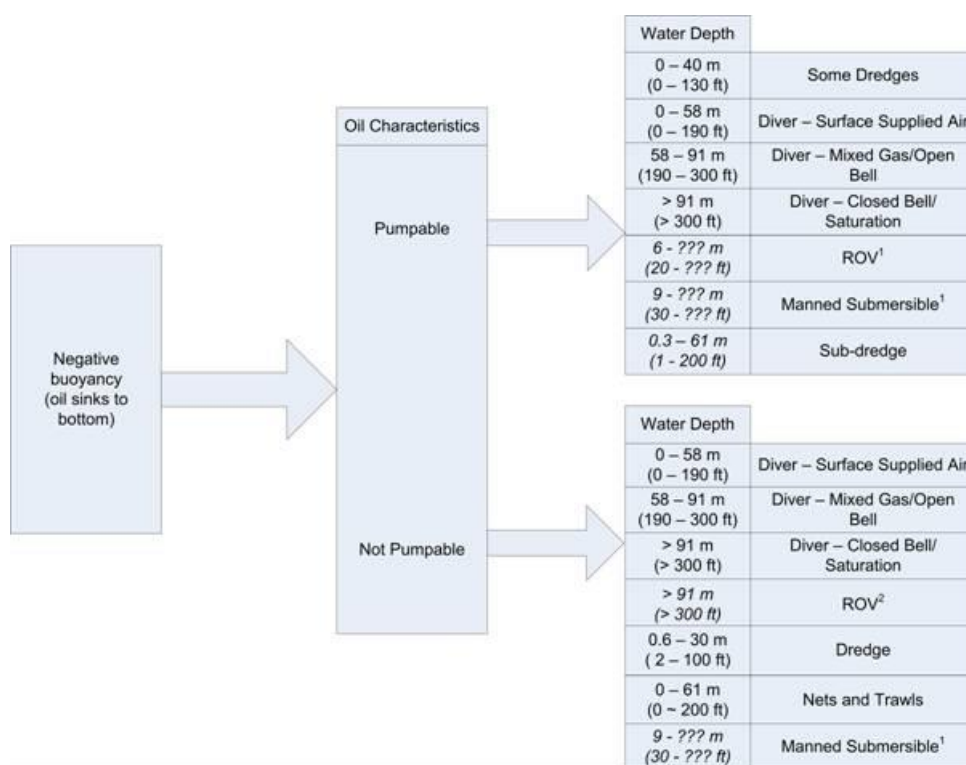 Negative
buoyancy
(oil sinks to
bottom)
Oil Characteristics
Pumpable
Not Pumpable
Water Depth
0 – 40 m
(0 – 130 ft)
Some Dredges
0 – 58 m
(0 – 190 ft)
Diver – Surface Supplied Air
58 – 91 m
(190 – 300 ft)
Diver – Mixed Gas/Open
Bell
> 91 m
(> 300 ft)
Diver – Closed Bell/
Saturation
6 - ??? m
(20 - ??? ft)
ROV¹
9 - ??? m
(30 - ??? ft)
Manned Submersible¹
0.3 – 61 m
(1 - 200 ft)
Sub-dredge
Water Depth
0 – 58 m
(0 – 190 ft)
Diver – Surface Supplied Air
58 – 91 m
(190 – 300 ft)
Diver – Mixed Gas/Open
Bell
> 91 m
(> 300 ft)
Diver – Closed Bell/
Saturation
> 91 m
(> 300 ft)
ROV²
0.6 – 30 m
( 2 – 100 ft)
Dredge
0 – 61 m
(0 ~ 200 ft)
Nets and Trawls
9 - ??? m
(30 - ??? ft)
Manned Submersible¹